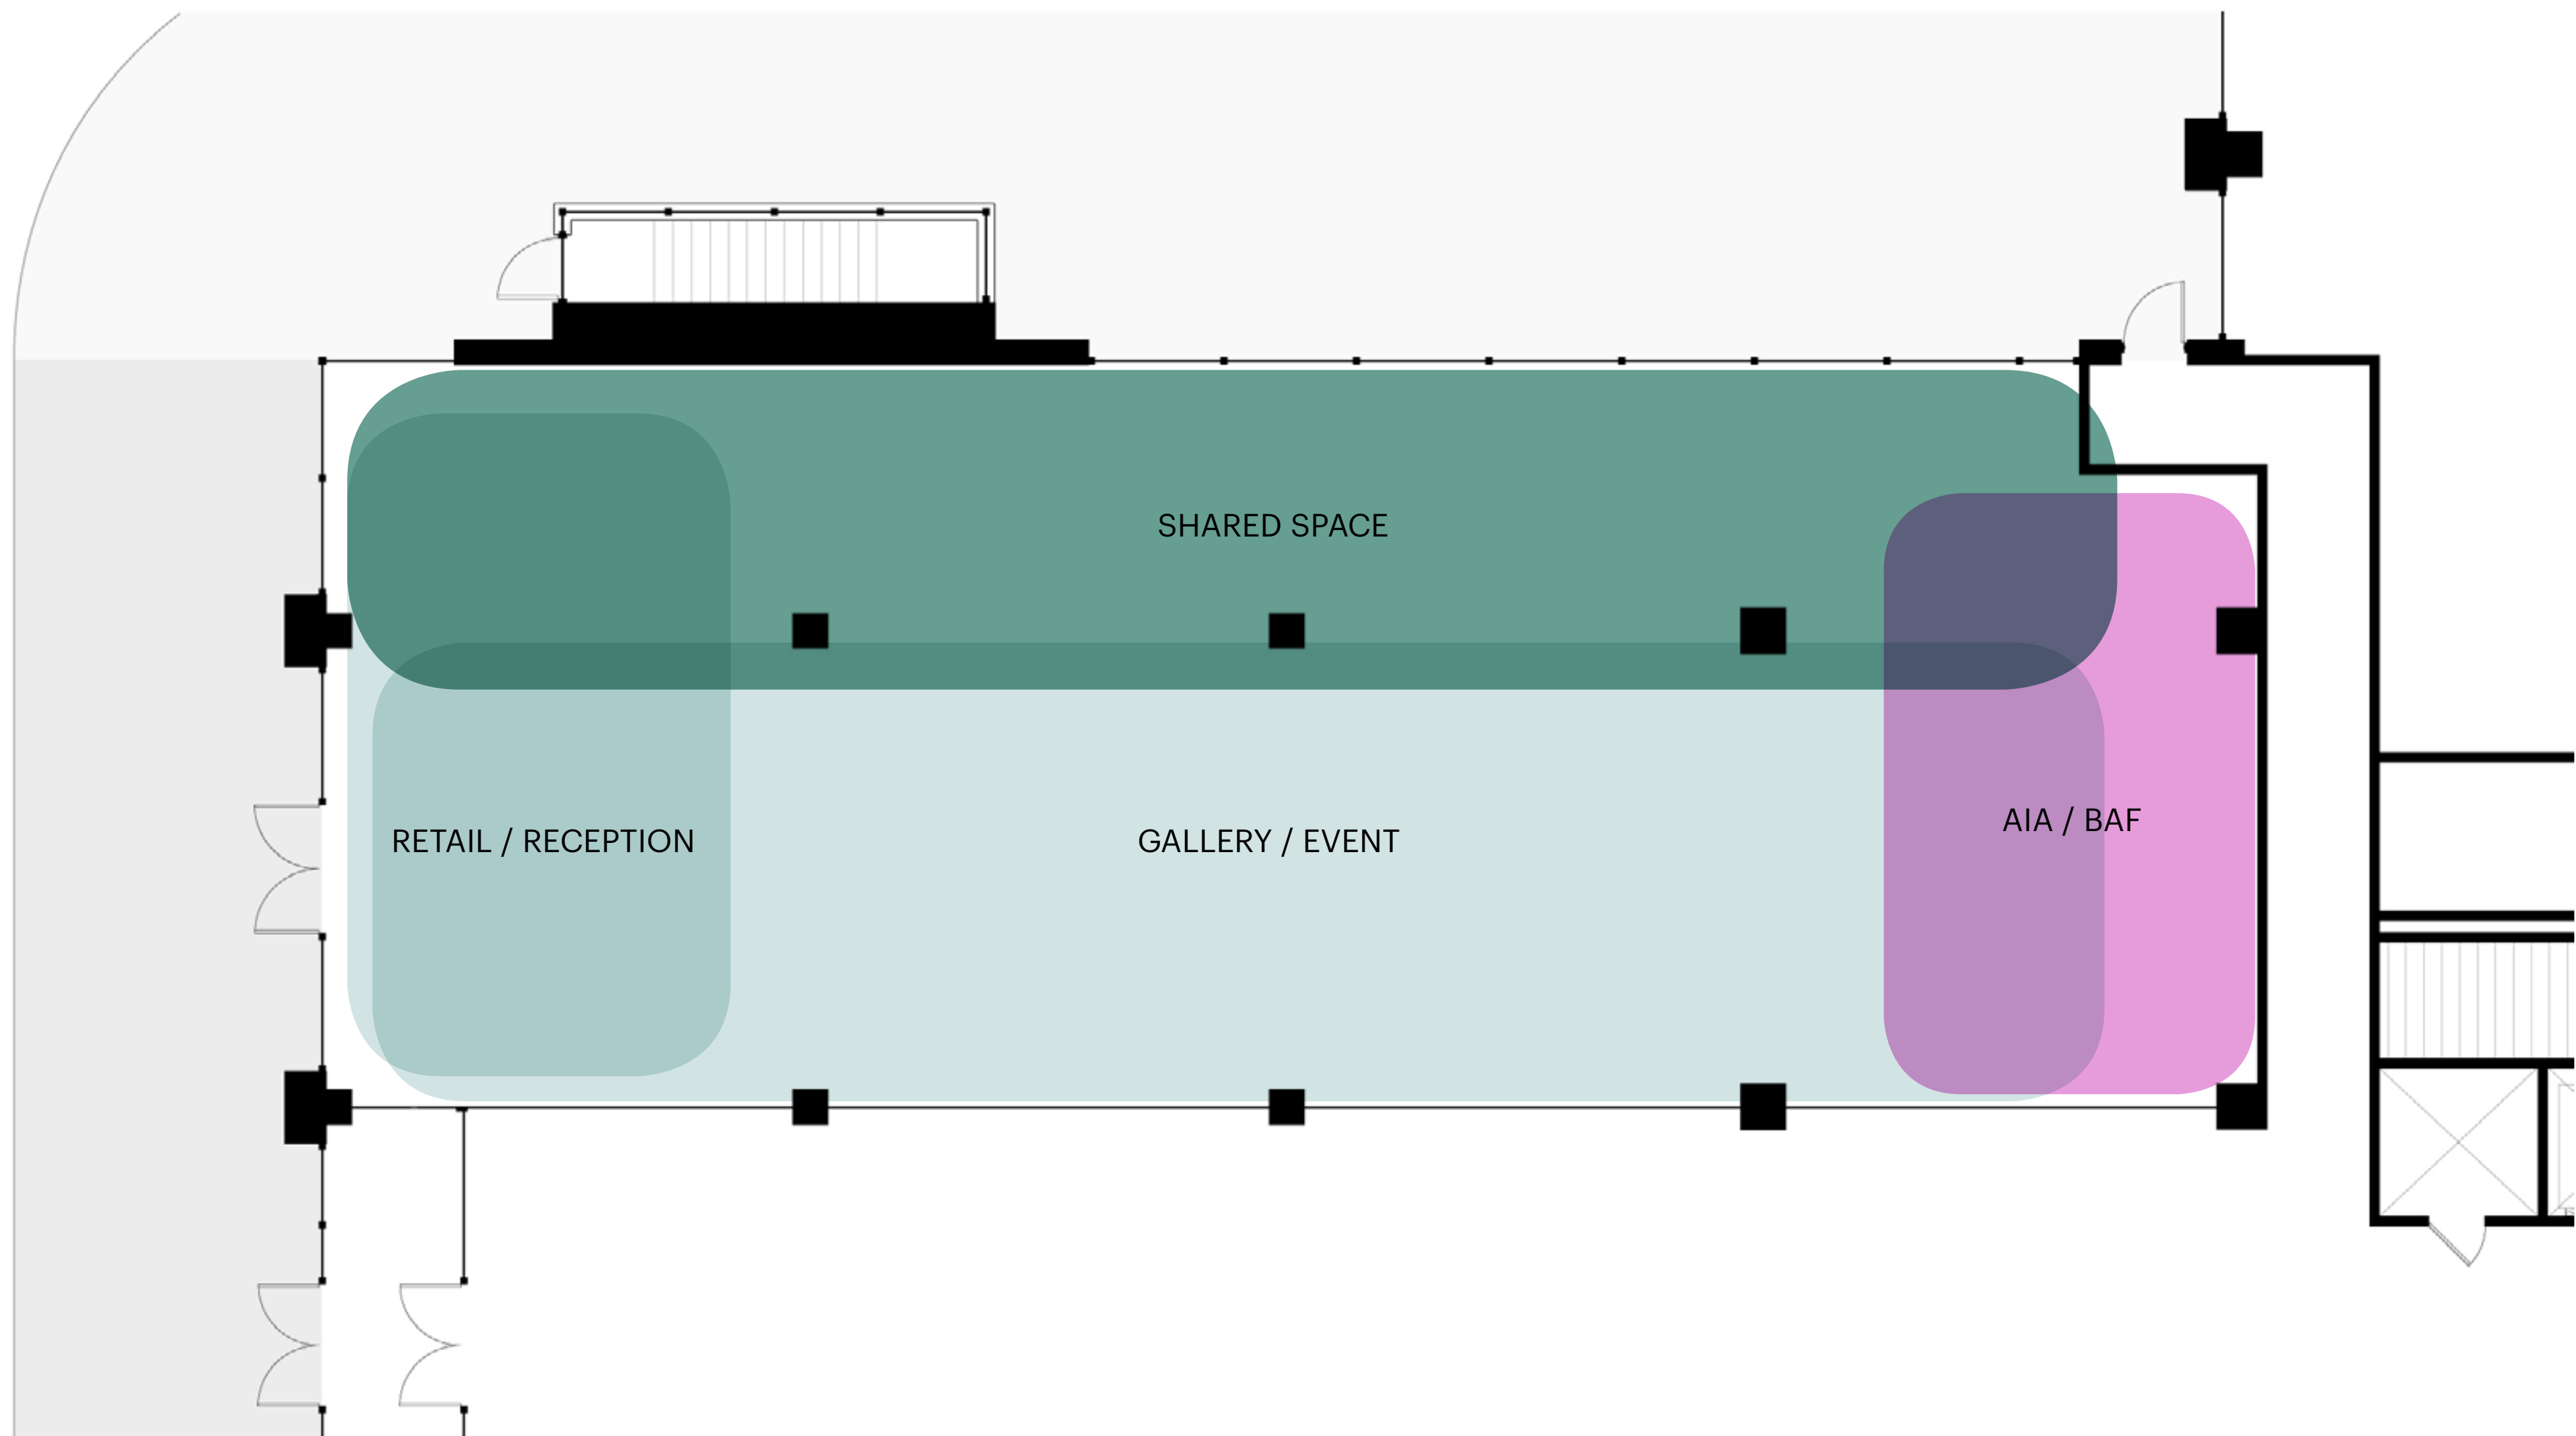 SHARED SPACE
RETAIL / RECEPTION
GALLERY / EVENT
AIA / BAF